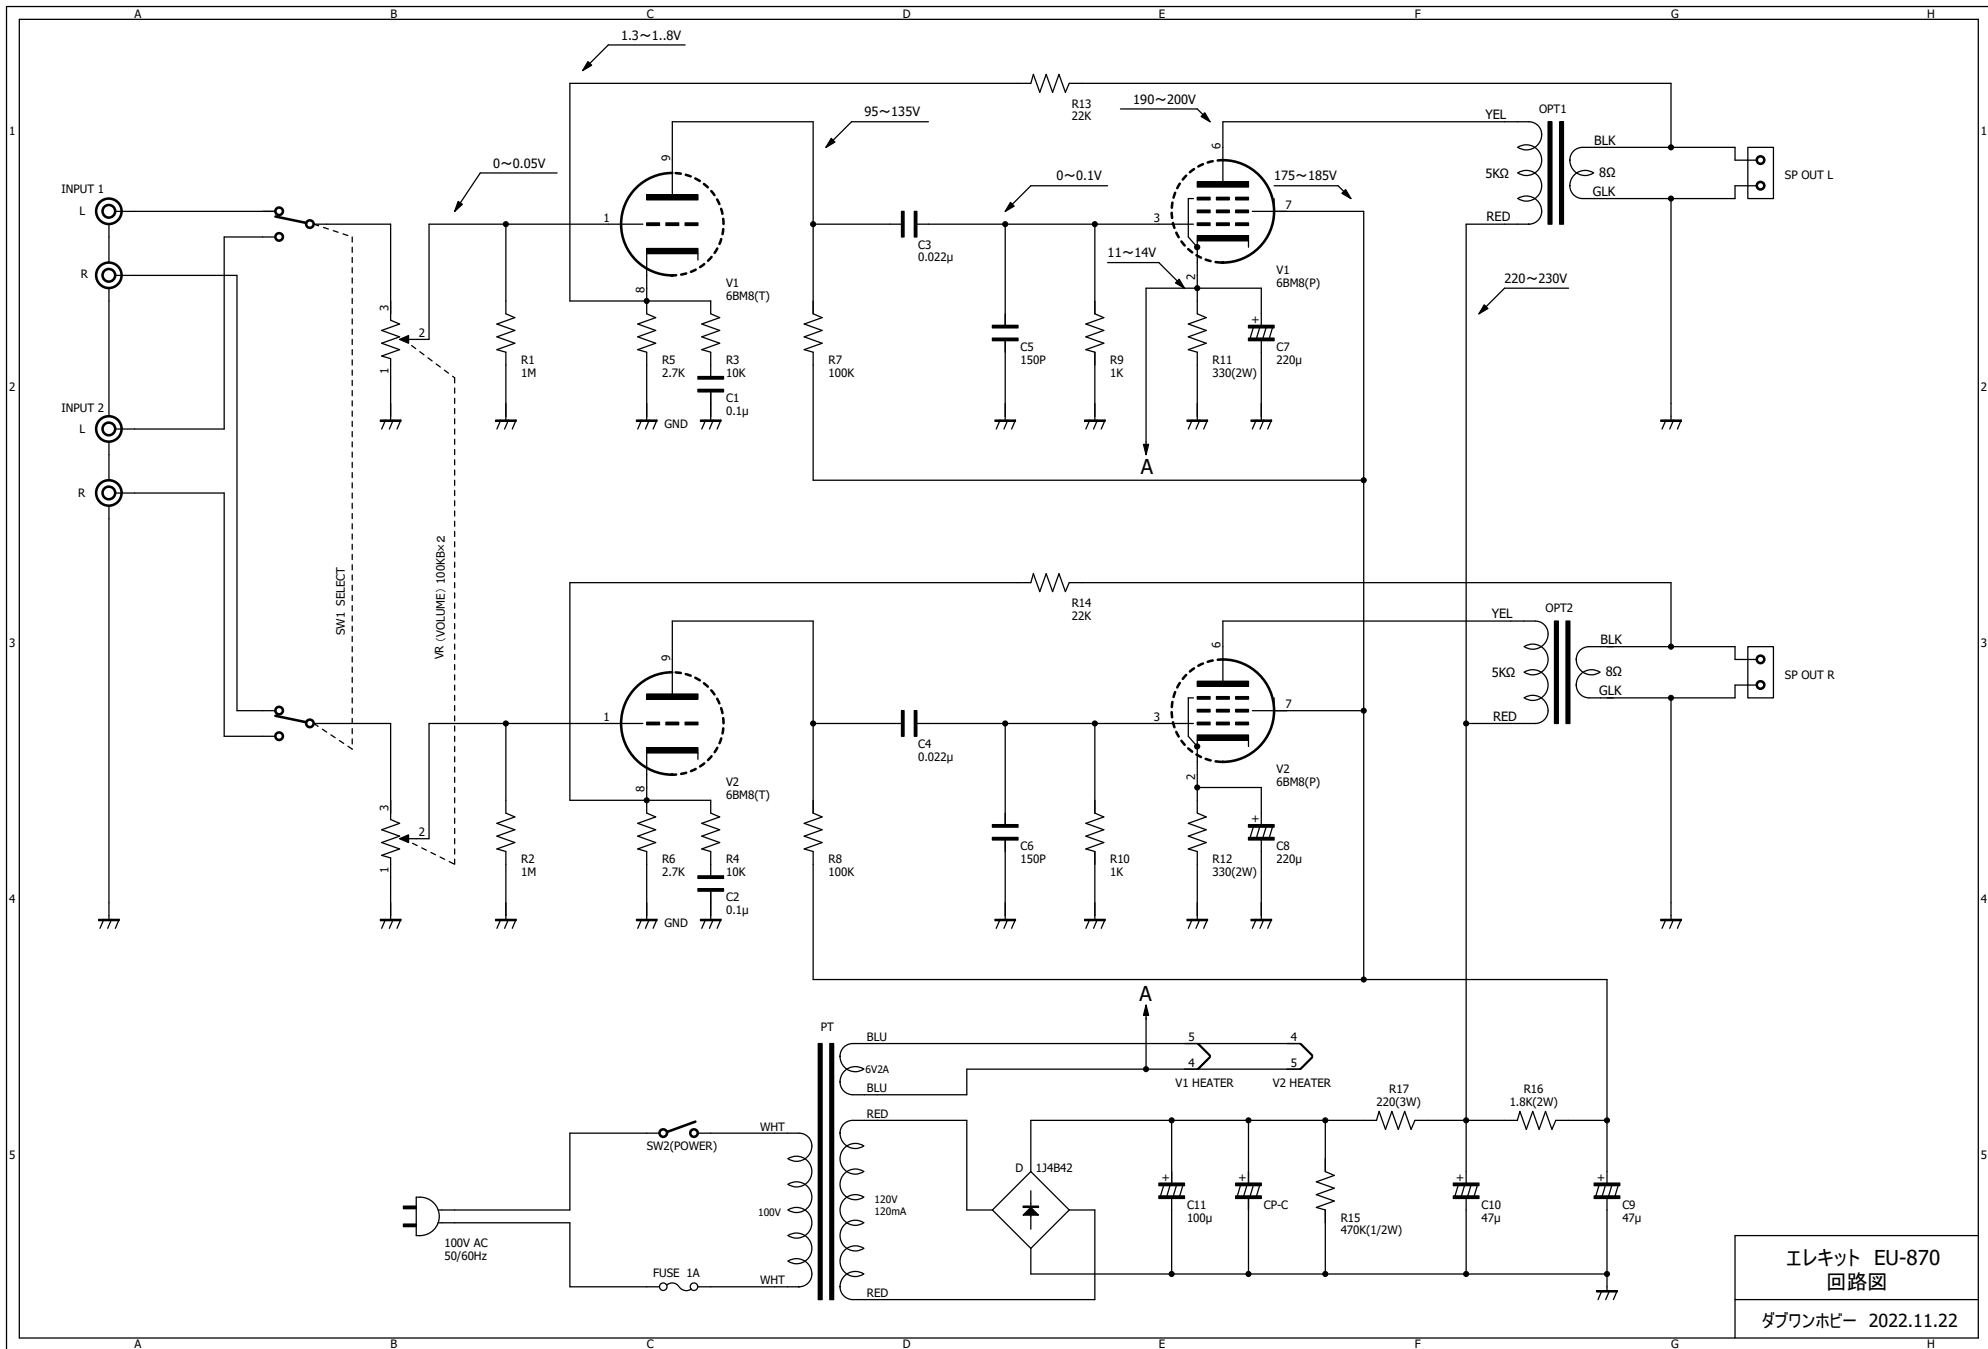 A B C D E F G H
1.3～1..8V
R13
22K
190～200V
95～135V
YEL
OPT1
1
1
9
6
BLK
0～0.05V
0～0.1V
175～185V
5KΩ
8Ω
SP OUT L
INPUT 1
L
GLK
7
1
3
RED
C3
0.022μ
11～14V
R
V1
6BM8(T)
8
2
V1
6BM8(P)
220～230V
3
2
1
+
R1
1M
R5
2.7K
R3
10K
R7
100K
C5
150P
R9
1K
R11
330(2W)
C7
220μ
2
2
C1
0.1μ
INPUT 2
L
GND
A
R
SW1 SELECT
VR (VOLUME) 100KB×2
R14
22K
YEL
OPT2
3
3
9
6
BLK
5KΩ
8Ω
SP OUT R
GLK
7
1
3
RED
C4
0.022μ
V2
6BM8(T)
8
2
V2
6BM8(P)
3
2
1
+
R2
1M
R6
2.7K
R4
10K
R8
100K
C6
150P
R10
1K
R12
330(2W)
C8
220μ
4
4
C2
0.1μ
GND
A
PT
BLU
5
4
6V2A
4
5
BLU
V1 HEATER
V2 HEATER
RED
R17
220(3W)
R16
1.8K(2W)
WHT
SW2(POWER)
5
5
D
1J4B42
+
+
+
+
100V
120V
120mA
C11
100μ
CP-C
R15
470K(1/2W)
C10
47μ
C9
47μ
100V AC
50/60Hz
FUSE 1A
WHT
RED
エレキット EU-870
回路図
ダブワンホビー 2022.11.22
A B C D E F G H